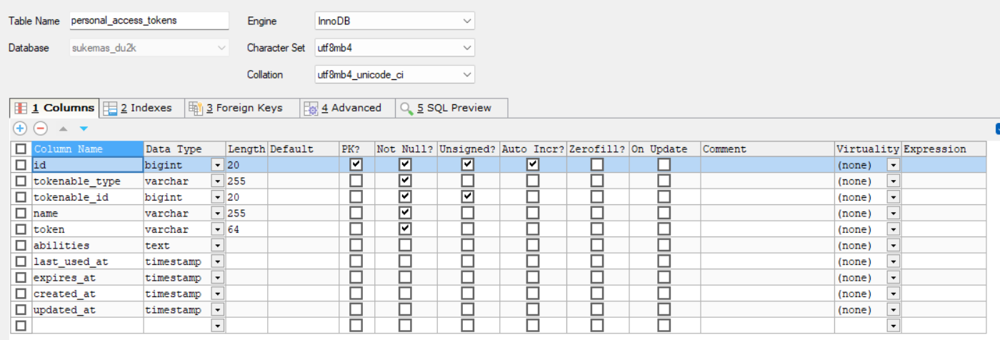 Table Name personal_access_tokens Engine InnoDB
Database sukemas_du2k Character Set utf8mb4
Collation utf8mb4_unicode_ci
1 Columns 2 Indexes 3 Foreign Keys 4 Advanced 5 SQL Preview
Column Name Data Type Length Default PK? Not Null? Unsigned? Auto Incr? Zerofill? On Update Comment Virtuality Expression
id bigint 20 (none)
tokenable_type varchar 255 (none)
tokenable_id bigint 20 (none)
name varchar 255 (none)
token varchar 64 (none)
abilities text (none)
last_used_at timestamp (none)
expires_at timestamp (none)
created_at timestamp (none)
updated_at timestamp (none)